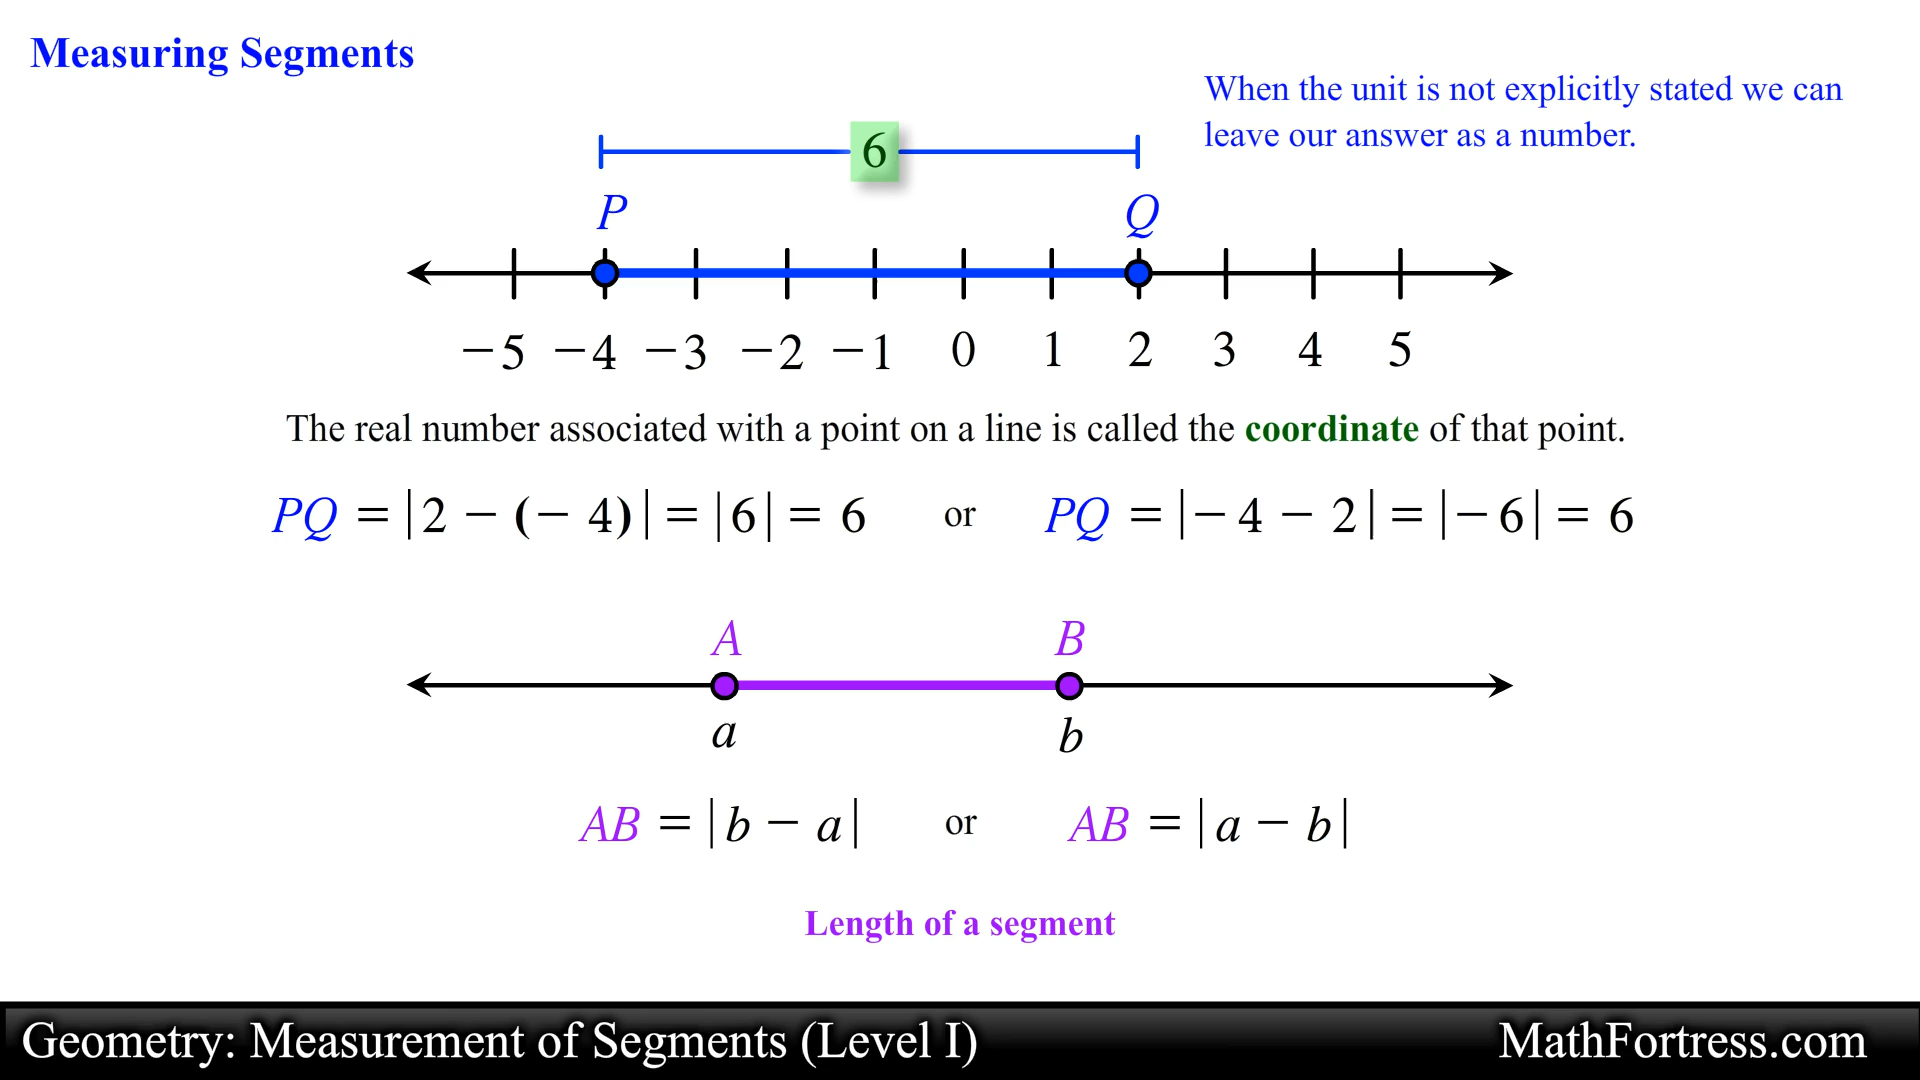 Measuring Segments
When the unit is not explicitly stated we can
leave our answer as a number.
6
P Q
−5 −4 −3 −2 −1 0 1 2 3 4 5
The real number associated with a point on a line is called the coordinate of that point.
PQ = |2 − (− 4)| = |6| = 6 or PQ = |− 4 − 2| = |− 6| = 6
A B
a b
AB = |b − a| or AB = |a − b|
Length of a segment
Geometry: Measurement of Segments (Level I) MathFortress.com